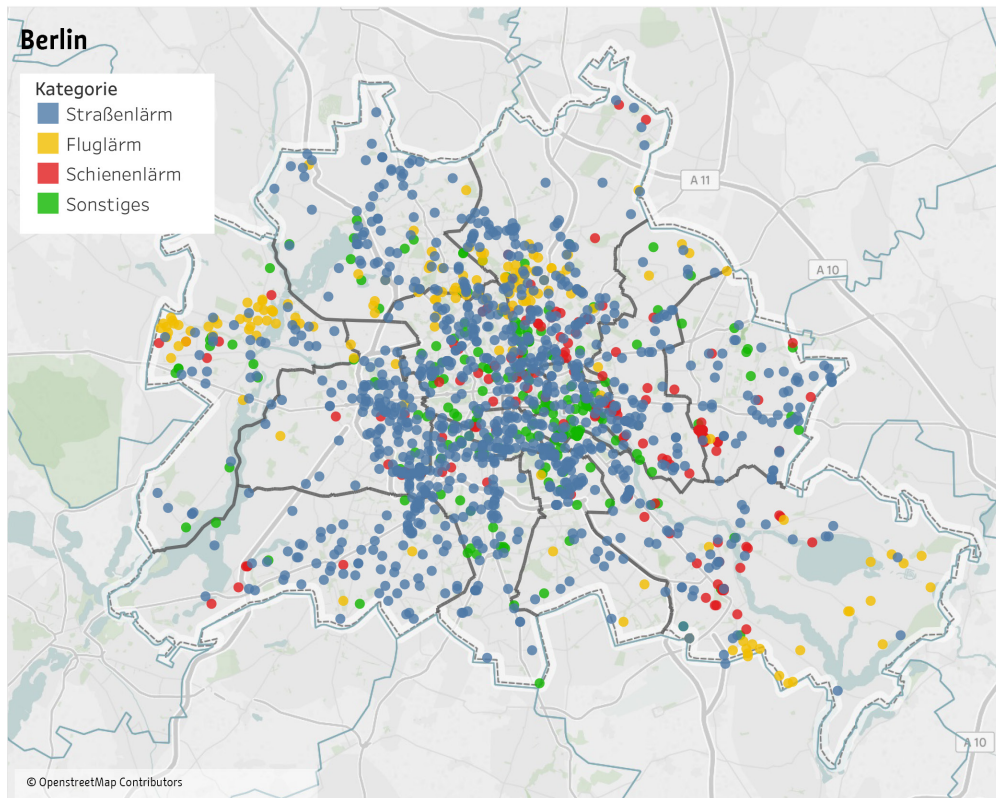 Berlin
Kategorie
Straßenlärm
Fluglärm
Schienenlärm
Sonstiges
A 11
A 10
A 10
© OpenstreetMap Contributors